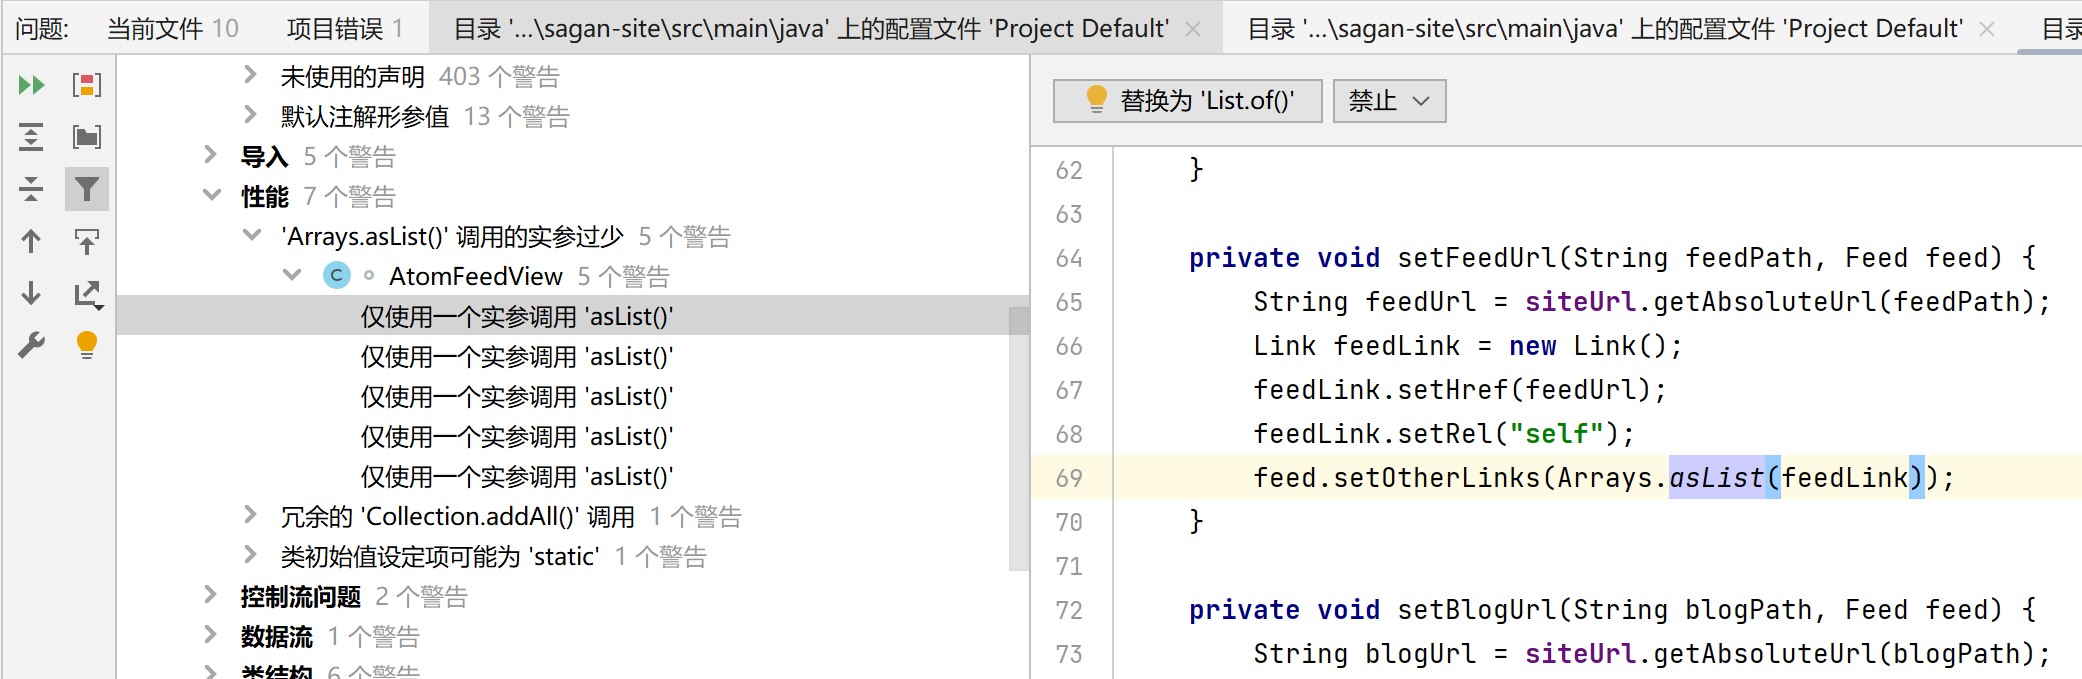 问题: 当前文件 10 项目错误 1 目录 '...\sagan-site\src\main\java' 上的配置文件 'Project Default' 目录 '...\sagan-site\src\main\java' 上的配置文件 'Project Default' 目录
未使用的声明 403 个警告
默认注解形参值 13 个警告
导入 5 个警告
性能 7 个警告
'Arrays.asList()' 调用的实参过少 5 个警告
C AtomFeedView 5 个警告
仅使用一个实参调用 'asList()'
仅使用一个实参调用 'asList()'
仅使用一个实参调用 'asList()'
仅使用一个实参调用 'asList()'
仅使用一个实参调用 'asList()'
冗余的 'Collection.addAll()' 调用 1 个警告
类初始值设定项可能为 'static' 1 个警告
控制流问题 2 个警告
数据流 1 个警告
类结构 6 个警告
替换为 'List.of()' 禁止
62 }
63
64 private void setFeedUrl(String feedPath, Feed feed) {
65 String feedUrl = siteUrl.getAbsoluteUrl(feedPath);
66 Link feedLink = new Link();
67 feedLink.setHref(feedUrl);
68 feedLink.setRel("self");
69 feed.setOtherLinks(Arrays.asList(feedLink));
70 }
71
72 private void setBlogUrl(String blogPath, Feed feed) {
73 String blogUrl = siteUrl.getAbsoluteUrl(blogPath);